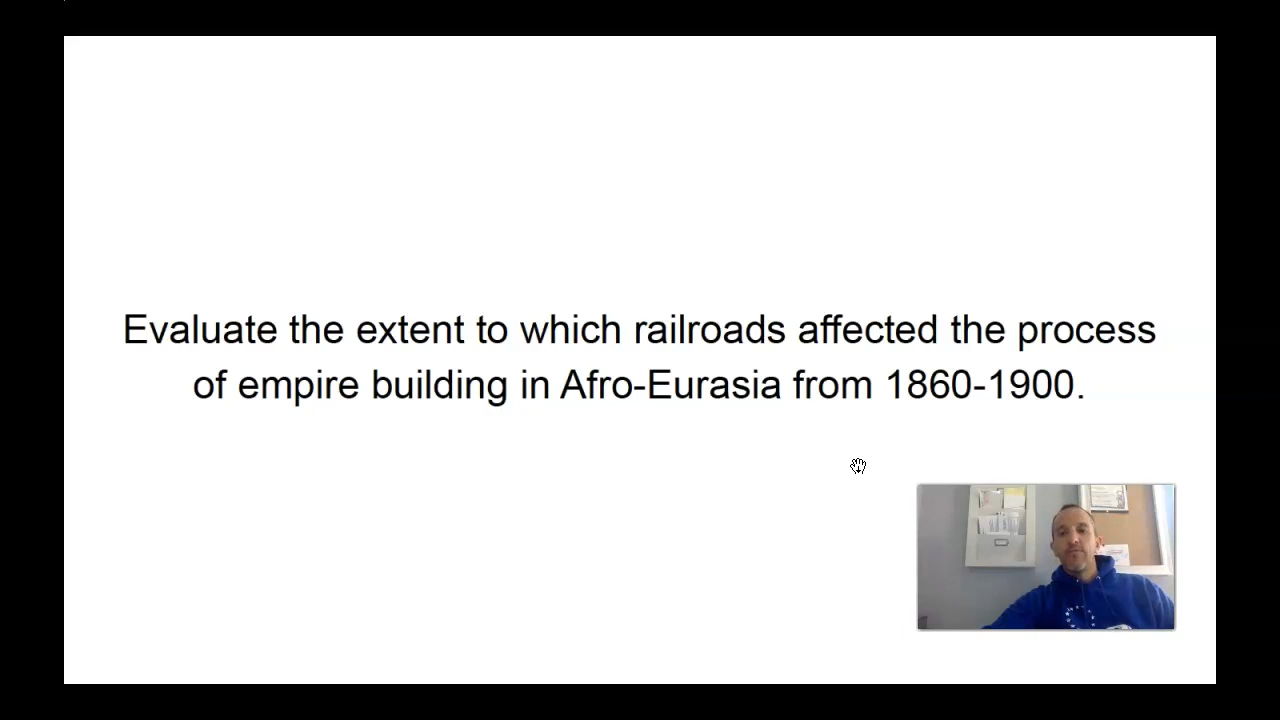 Evaluate the extent to which railroads affected the process
of empire building in Afro-Eurasia from 1860-1900.